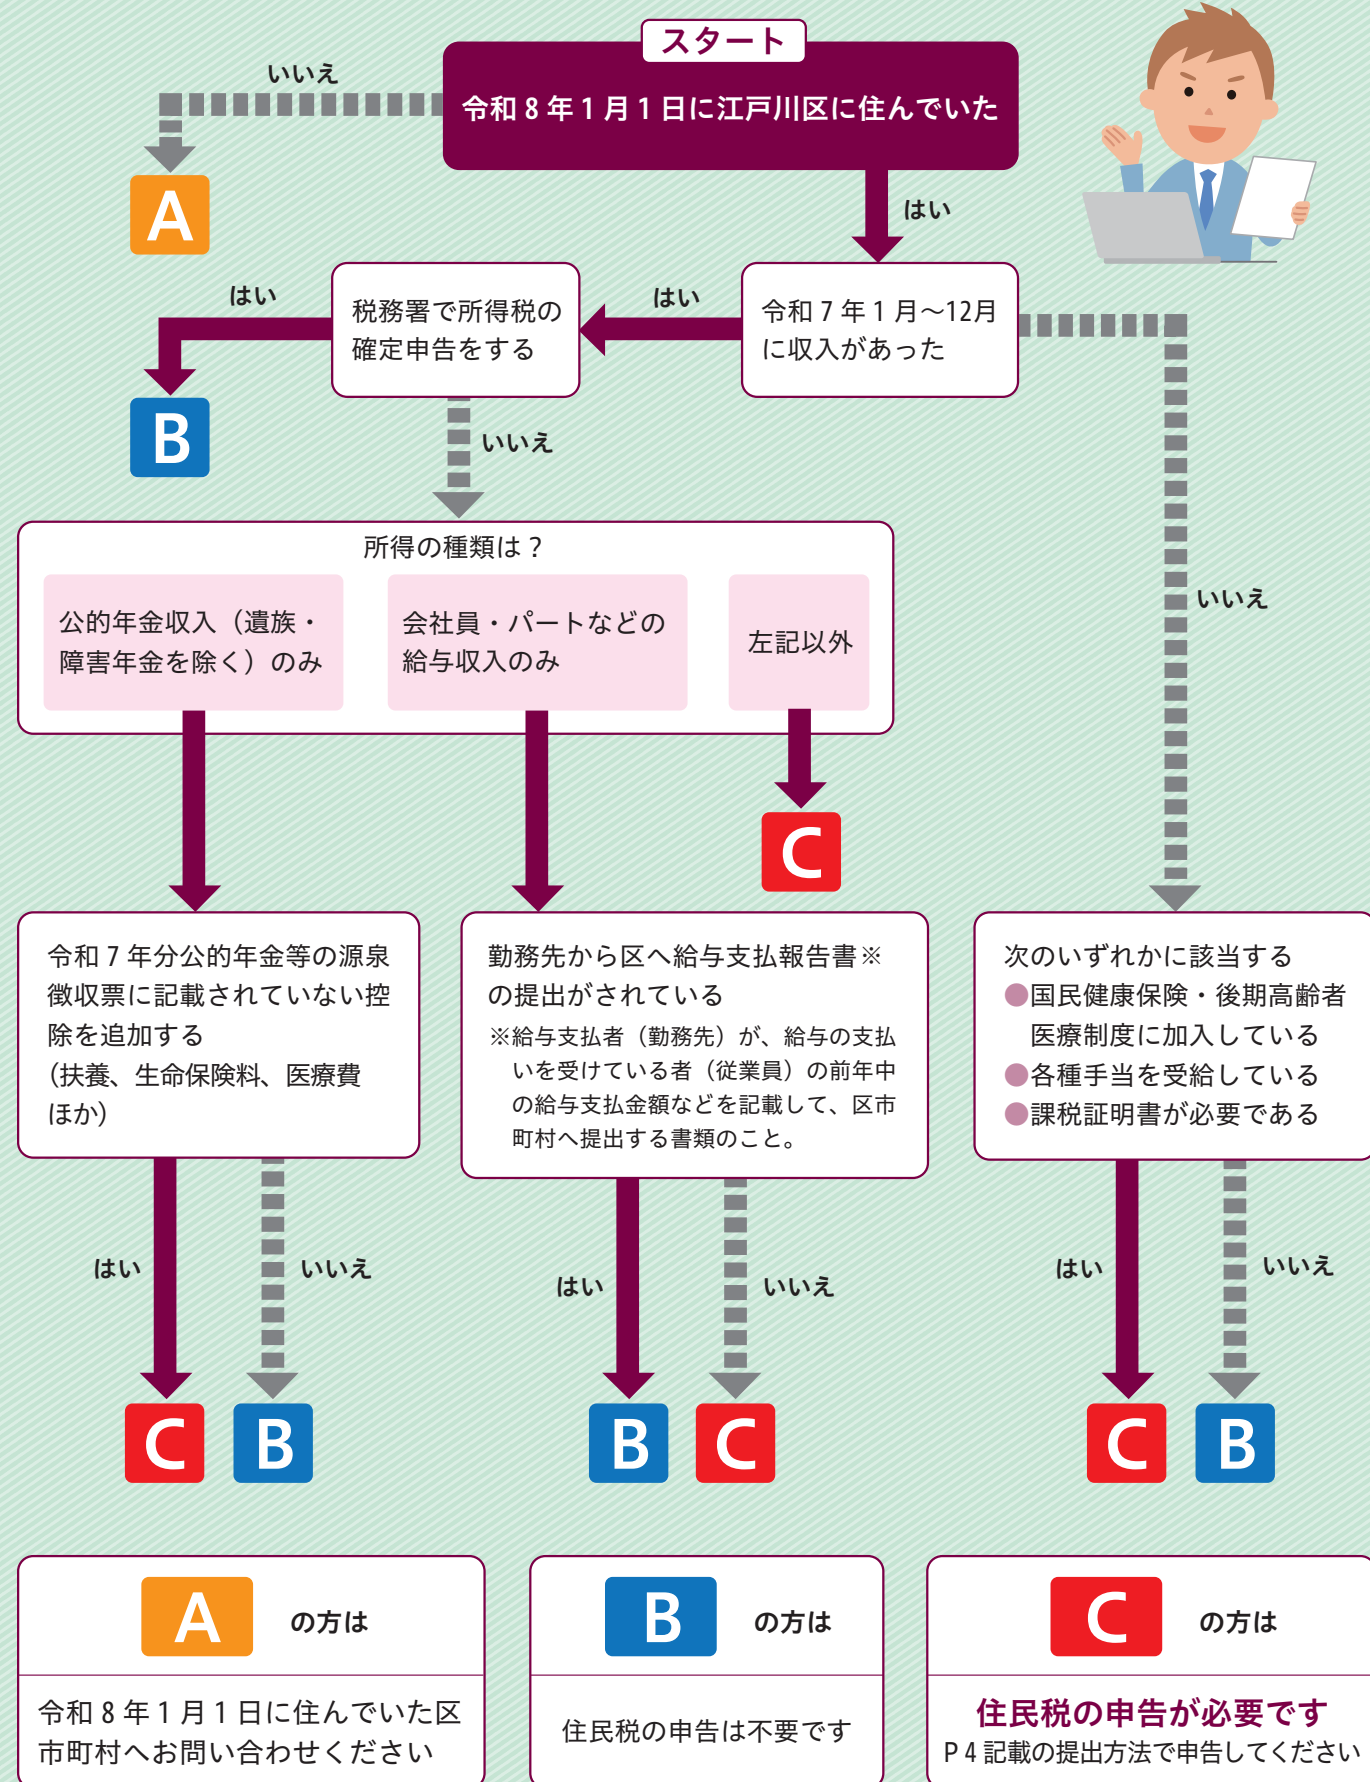 スタート
令和８年１月１日に江戸川区に住んでいた
いいえ
A
はい
令和７年１月～12月
に収入があった
はい
税務署で所得税の
確定申告をする
はい
B
いいえ
いいえ
所得の種類は？
公的年金収入（遺族・
障害年金を除く）のみ
会社員・パートなどの
給与収入のみ
左記以外
C
令和７年分公的年金等の源泉
徴収票に記載されていない控
除を追加する
（扶養、生命保険料、医療費
ほか）
勤務先から区へ給与支払報告書※
の提出がされている
※給与支払者（勤務先）が、給与の支払
いを受けている者（従業員）の前年中
の給与支払金額などを記載して、区市
町村へ提出する書類のこと。
次のいずれかに該当する
●国民健康保険・後期高齢者
医療制度に加入している
●各種手当を受給している
●課税証明書が必要である
はい
いいえ
はい
いいえ
はい
いいえ
C
B
B
C
C
B
A の方は
令和８年１月１日に住んでいた区
市町村へお問い合わせください
B の方は
住民税の申告は不要です
C の方は
住民税の申告が必要です
P４記載の提出方法で申告してください